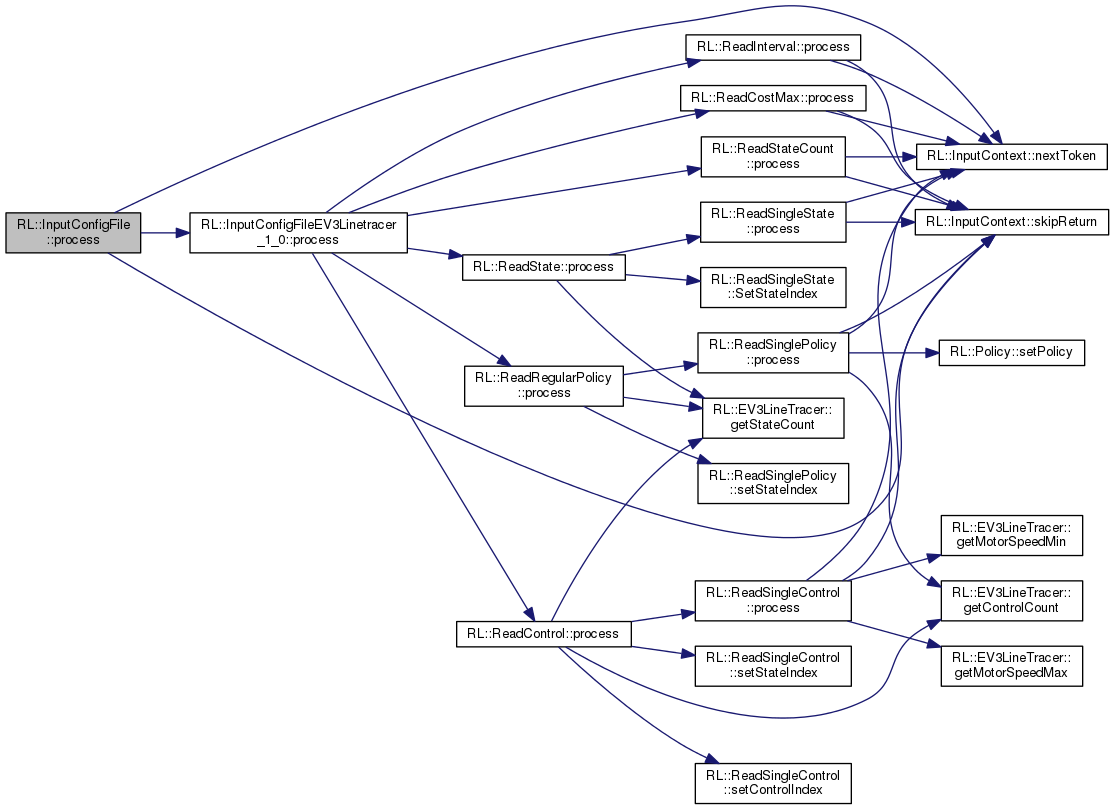 RL::InputConfigFile
::process
RL::InputConfigFileEV3Linetracer
_1_0::process
RL::ReadInterval::process
RL::ReadCostMax::process
RL::ReadStateCount
::process
RL::ReadState::process
RL::ReadSingleState
::process
RL::ReadSingleState
::SetStateIndex
RL::ReadRegularPolicy
::process
RL::ReadSinglePolicy
::process
RL::EV3LineTracer::
getStateCount
RL::ReadSinglePolicy
::setStateIndex
RL::ReadControl::process
RL::ReadSingleControl
::process
RL::ReadSingleControl
::setStateIndex
RL::ReadSingleControl
::setControlIndex
RL::InputContext::nextToken
RL::InputContext::skipReturn
RL::Policy::setPolicy
RL::EV3LineTracer::
getMotorSpeedMin
RL::EV3LineTracer::
getControlCount
RL::EV3LineTracer::
getMotorSpeedMax